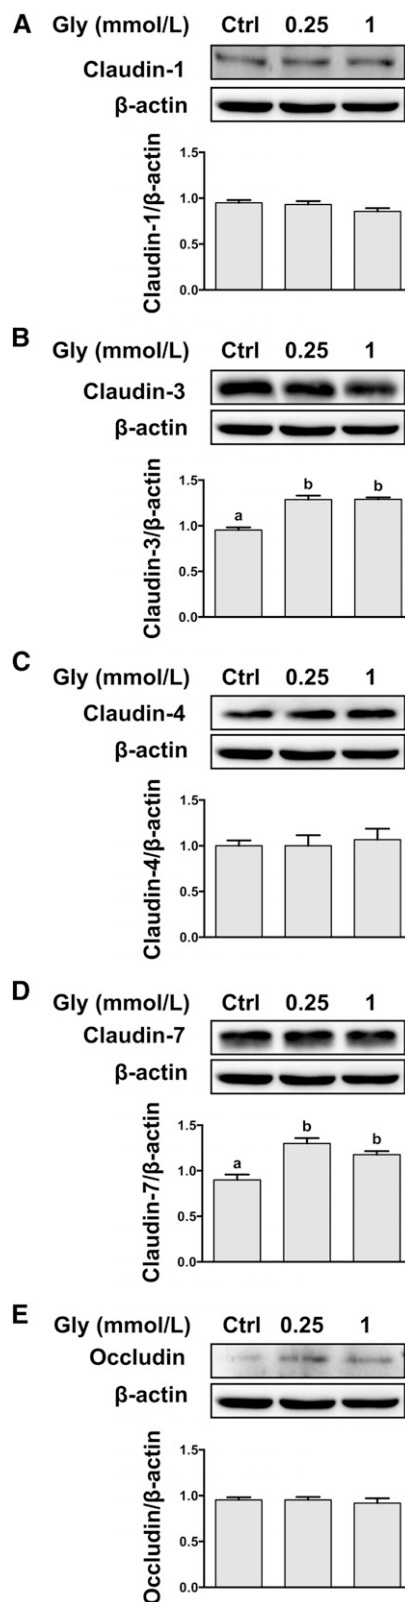 A
Gly (mmol/L) Ctrl 0.25 1
Claudin-1
β-actin
Claudin-1/β-actin
1.5
1.0
0.5
0.0
B
Gly (mmol/L) Ctrl 0.25 1
Claudin-3
β-actin
Claudin-3/β-actin
1.5
1.0
0.5
0.0
a b b
C
Gly (mmol/L) Ctrl 0.25 1
Claudin-4
β-actin
Claudin-4/β-actin
1.5
1.0
0.5
0.0
D
Gly (mmol/L) Ctrl 0.25 1
Claudin-7
β-actin
Claudin-7/β-actin
1.5
1.0
0.5
0.0
a b b
E
Gly (mmol/L) Ctrl 0.25 1
Occludin
β-actin
Occludin/β-actin
1.5
1.0
0.5
0.0